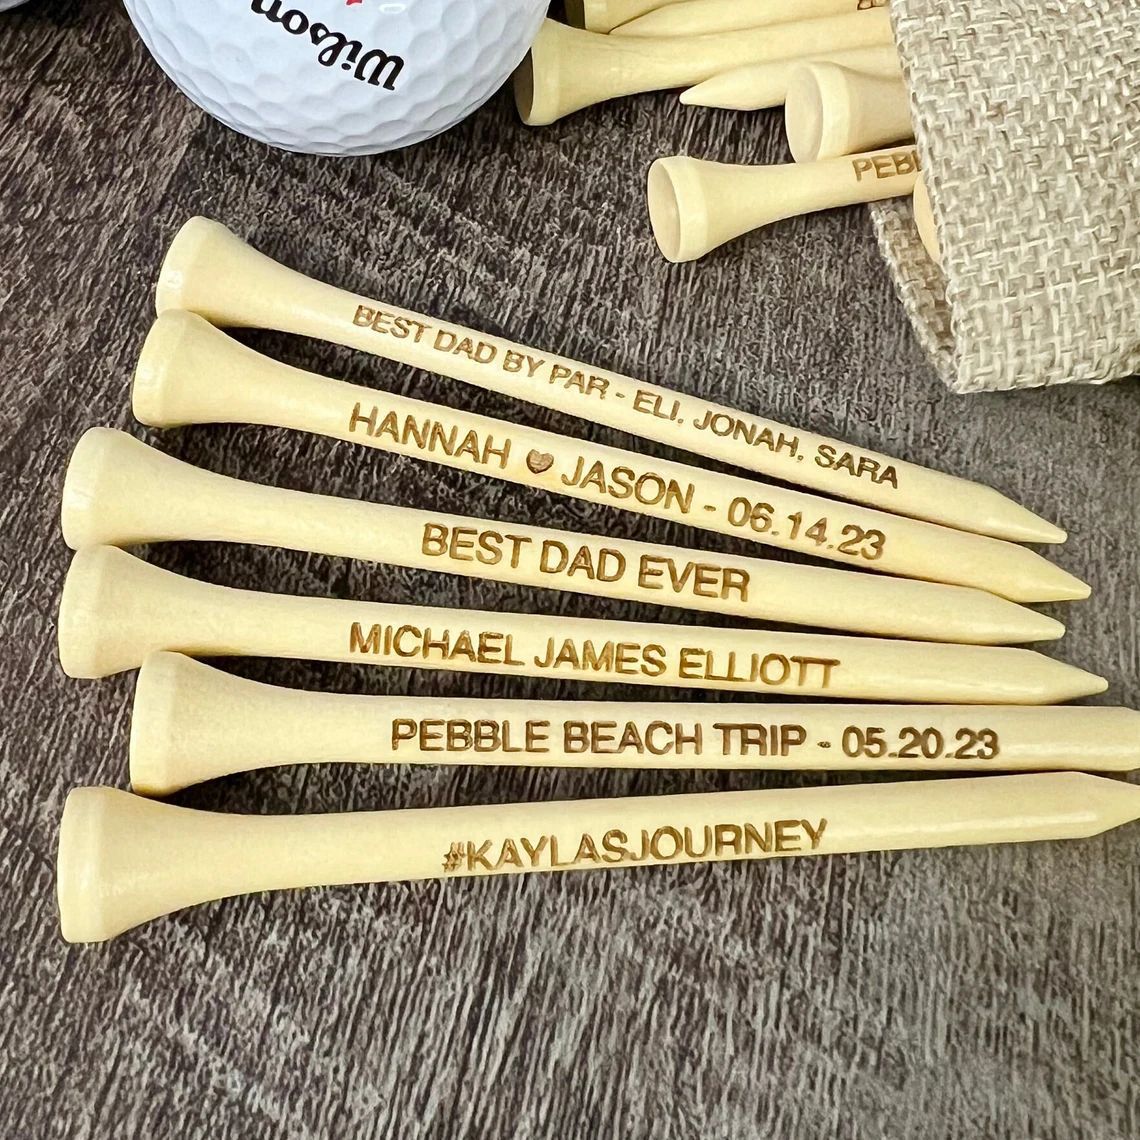 Wilson
PEBB
BEST DAD BY PAR - ELI, JONAH, SARA
HANNAH ♥ JASON - 06.14.23
BEST DAD EVER
MICHAEL JAMES ELLIOTT
PEBBLE BEACH TRIP - 05.20.23
#KAYLASJOURNEY